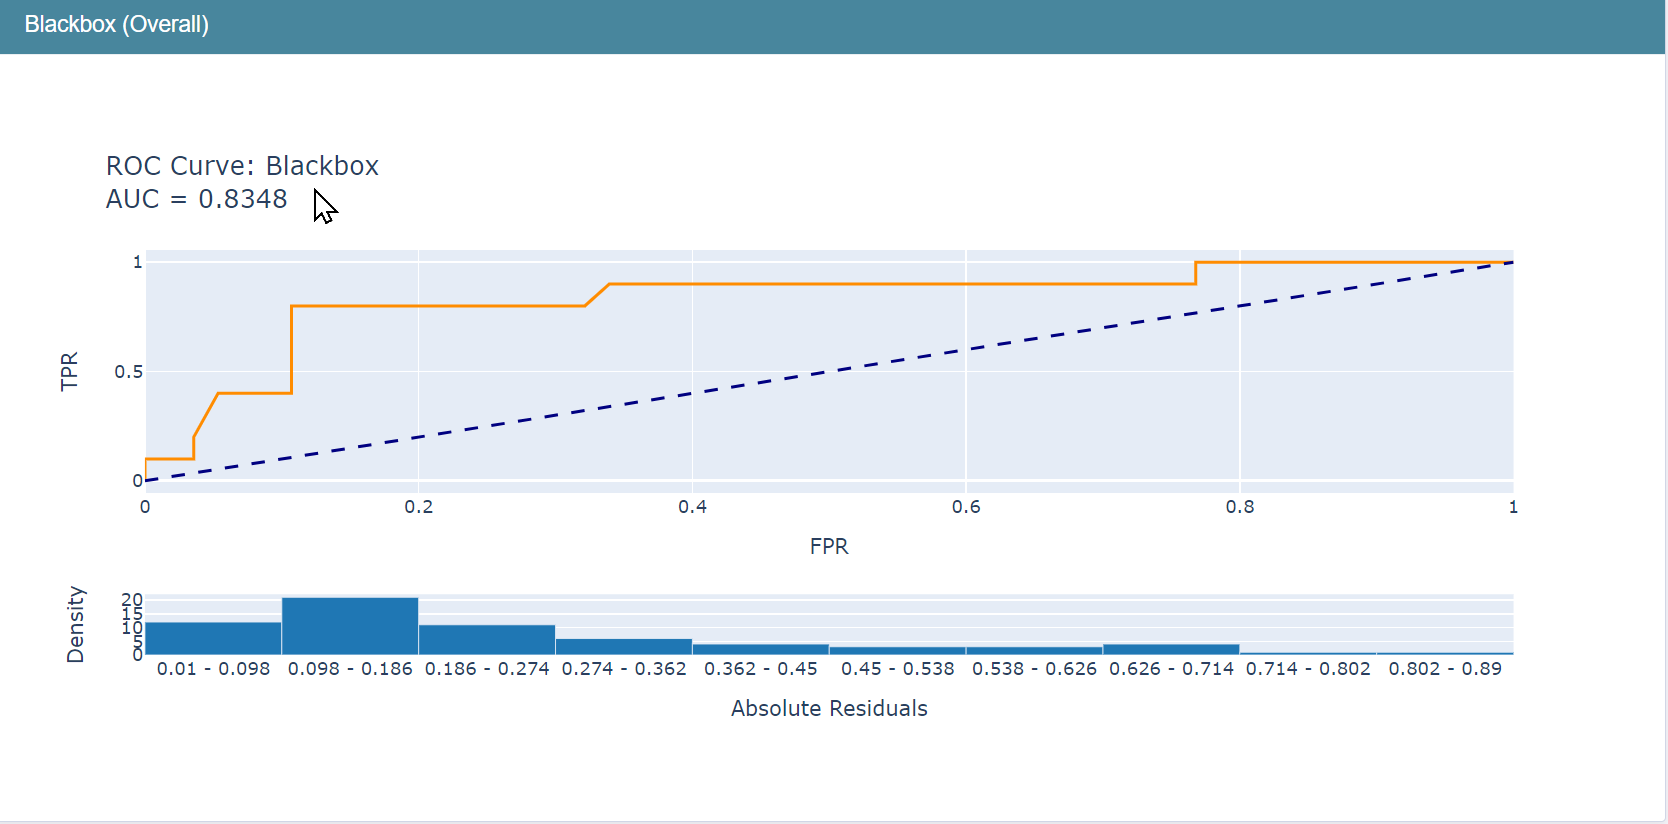 Blackbox (Overall)
ROC Curve: Blackbox
AUC = 0.8348
1
0.5
0
TPR
0 0.2 0.4 0.6 0.8 1
FPR
20
15
10
5
0
Density
0.01 - 0.098 0.098 - 0.186 0.186 - 0.274 0.274 - 0.362 0.362 - 0.45 0.45 - 0.538 0.538 - 0.626 0.626 - 0.714 0.714 - 0.802 0.802 - 0.89
Absolute Residuals